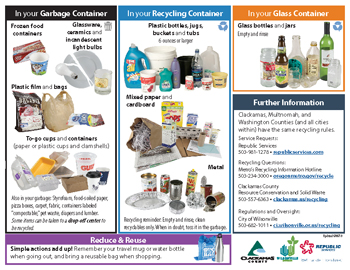 In your Garbage Container
Frozen food
containers
Glassware,
ceramics and
incandescent
light bulbs
Plastic film and bags
To-go cups and containers
(paper or plastic cups and clamshells)
Also in your garbage: Styrofoam, food-soiled paper,
pizza boxes, carpet, fabric, containers labeled
"compostable," pet waste, diapers and lumber.
Some items can be taken to a drop-off center to
be recycled.
In your Recycling Container
Plastic bottles, jugs,
buckets and tubs
6 ounces or larger
Mixed paper and
cardboard
Metal
Recycling reminder: Empty and rinse; clean
recyclables only. When in doubt, toss it in the garbage.
In your Glass Container
Glass bottles and jars
Empty and rinse
Further Information
Clackamas, Multnomah, and
Washington Counties (and all cities
within) have the same recycling rules.
Service Requests:
Republic Services
503-981-1278 • republicservices.com
Recycling Questions:
Metro's Recycling Information Hotline
503-234-3000 • oregonmetro.gov/recycle
Clackamas County
Resource Conservation and Solid Waste
503-557-6363 • clackamas.us/recycling
Regulations and Oversight:
City of Wilsonville
503-682-1011 •
Reduce & Reuse
Simple actions add up! Remember your travel mug or water bottle
when going out, and bring a reusable bag when shopping.
CLACKAMAS
COUNTY
WILSONVILLE
REPUBLIC
SERVICES